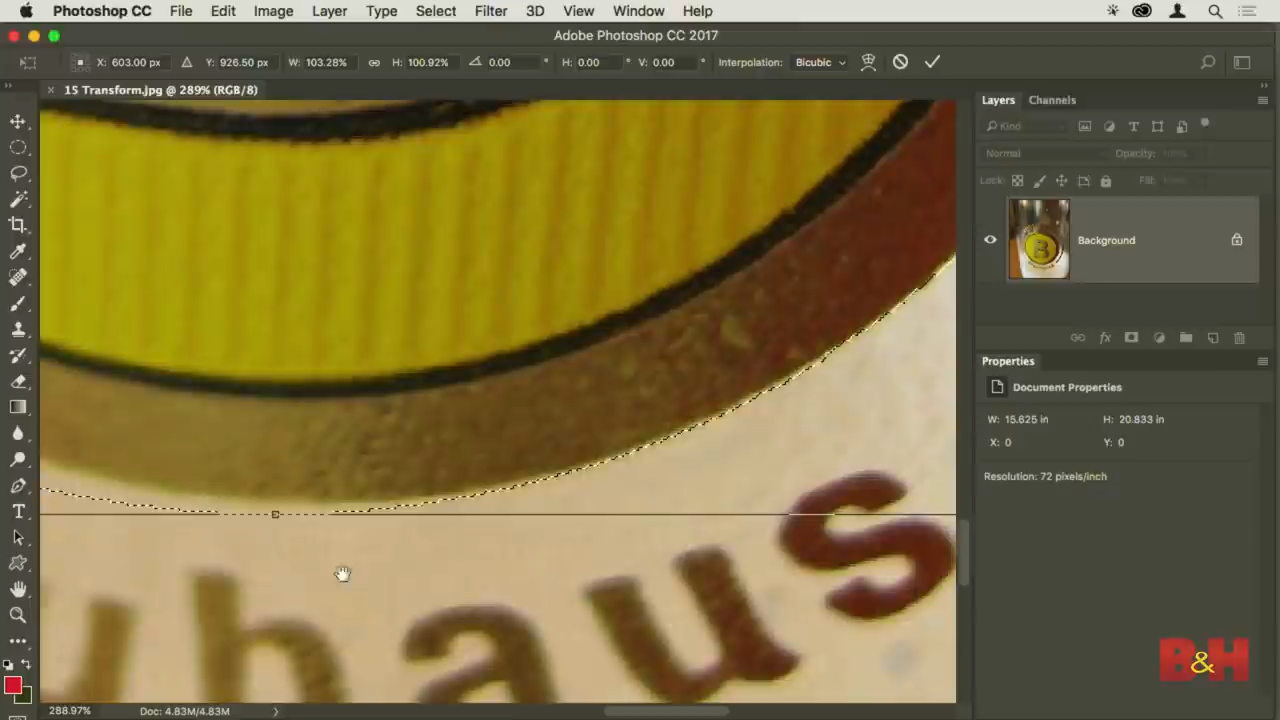 Photoshop CC File Edit Image Layer Type Select Filter 3D View Window Help
Adobe Photoshop CC 2017
X: 603.00 px Y: 926.50 px W: 103.28% H: 100.92% 0.00 ° H: 0.00 ° V: 0.00 ° Interpolation: Bicubic
15 Transform.jpg @ 289% (RGB/8)
Layers Channels
Kind
Normal Opacity: 100%
Lock: Fill:
Background
Properties
Document Properties
W: 15.625 in H: 20.833 in
X: 0 Y: 0
Resolution: 72 pixels/inch
haus
B&H
288.97% Doc: 4.83M/4.83M